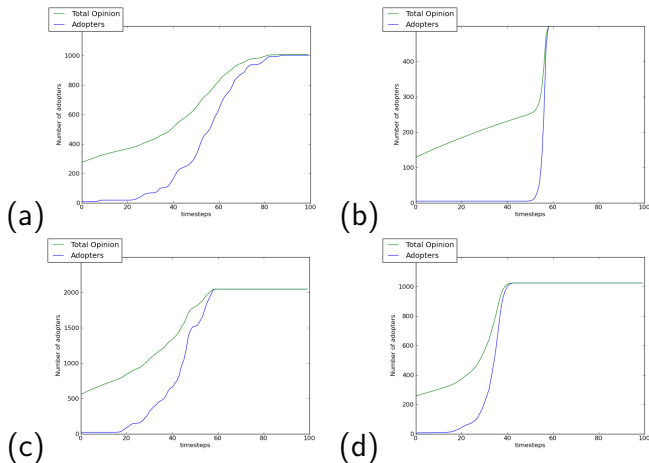 Total Opinion
Adopters
Number of adopters
1000
800
600
400
200
0
0 20 40 60 80 100
timesteps
(a)
Total Opinion
Adopters
Number of adopters
400
300
200
100
0
0 20 40 60 80 100
timesteps
(b)
Total Opinion
Adopters
Number of adopters
2000
1500
1000
500
0
0 20 40 60 80 100
timesteps
(c)
Total Opinion
Adopters
Number of adopters
1000
800
600
400
200
0
0 20 40 60 80 100
timesteps
(d)